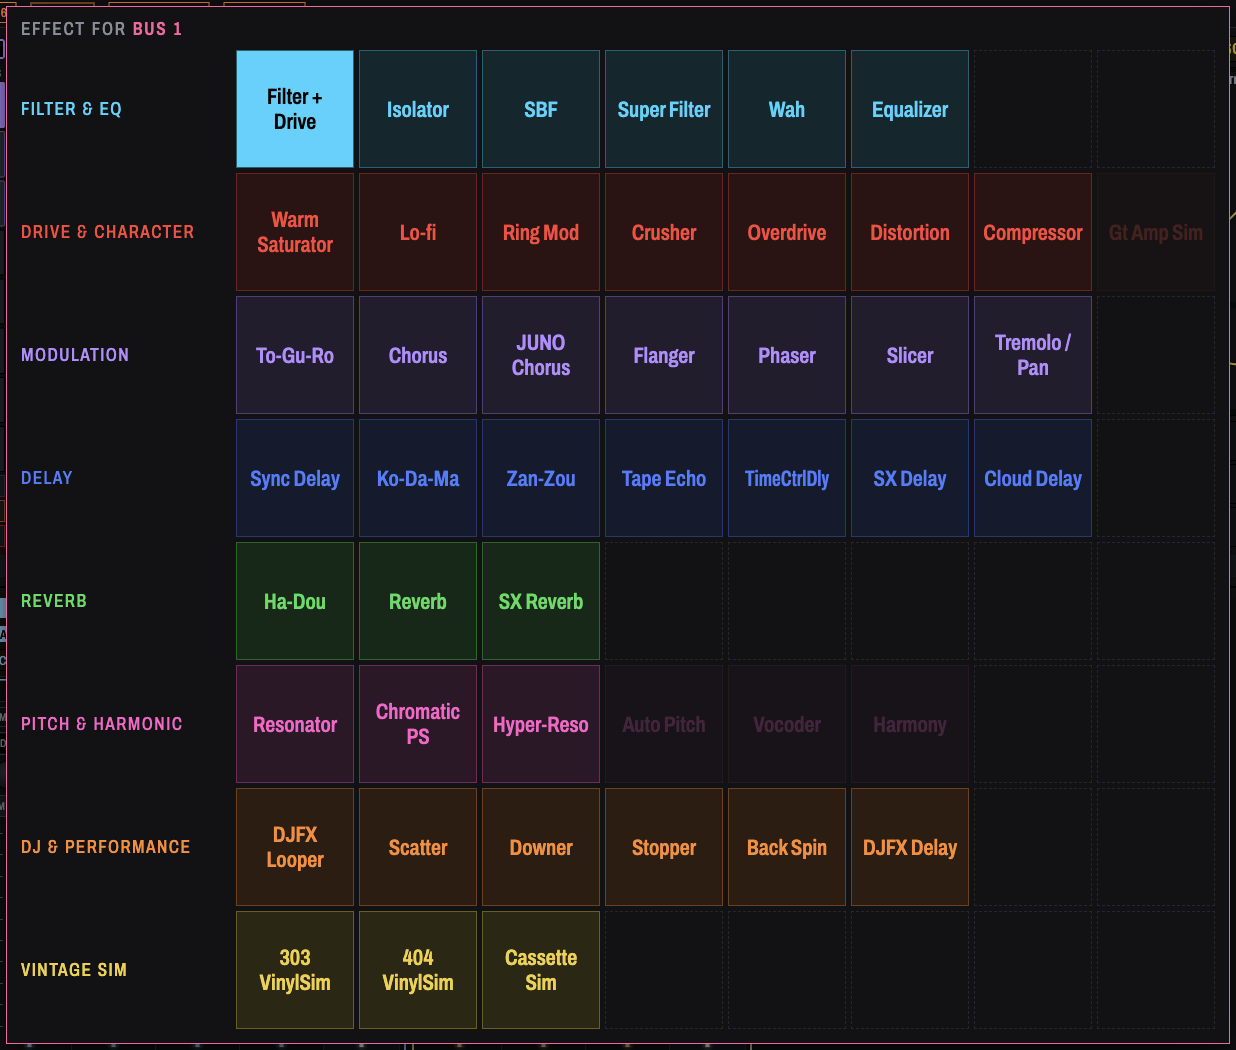 EFFECT FOR BUS 1
FILTER & EQ
Filter +
Drive
Isolator
SBF
Super Filter
Wah
Equalizer
DRIVE & CHARACTER
Warm
Saturator
Lo-fi
Ring Mod
Crusher
Overdrive
Distortion
Compressor
Gt Amp Sim
MODULATION
To-Gu-Ro
Chorus
JUNO
Chorus
Flanger
Phaser
Slicer
Tremolo /
Pan
DELAY
Sync Delay
Ko-Da-Ma
Zan-Zou
Tape Echo
TimeCtrlDly
SX Delay
Cloud Delay
REVERB
Ha-Dou
Reverb
SX Reverb
PITCH & HARMONIC
Resonator
Chromatic
PS
Hyper-Reso
Auto Pitch
Vocoder
Harmony
DJ & PERFORMANCE
DJFX
Looper
Scatter
Downer
Stopper
Back Spin
DJFX Delay
VINTAGE SIM
303
VinylSim
404
VinylSim
Cassette
Sim